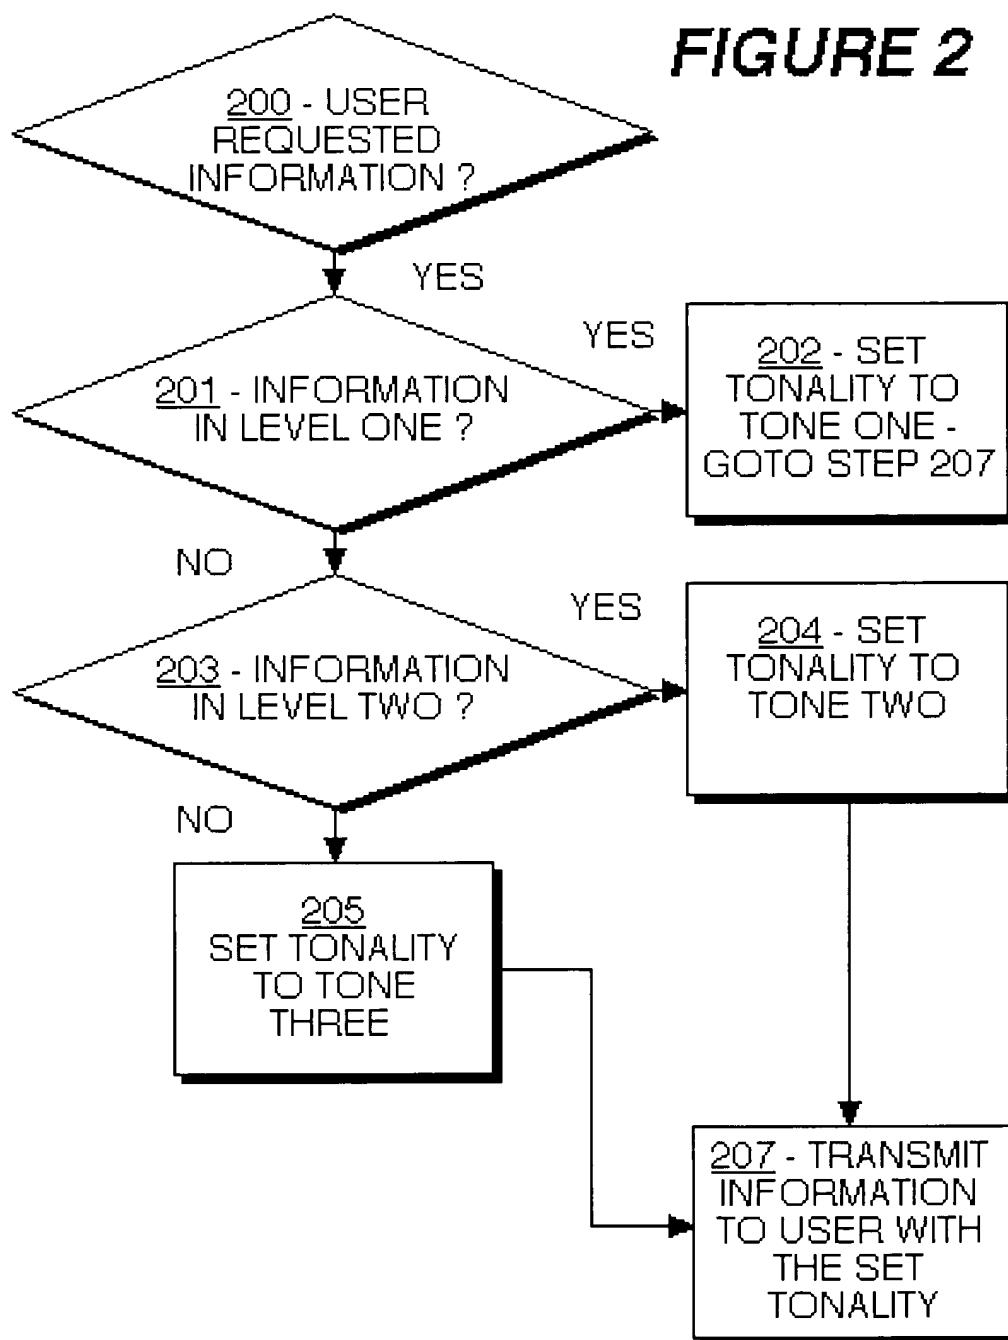 FIGURE 2
200 - USER
REQUESTED
INFORMATION ?
YES
201 - INFORMATION
IN LEVEL ONE ?
YES
202 - SET
TONALITY TO
TONE ONE -
GOTO STEP 207
NO
203 - INFORMATION
IN LEVEL TWO ?
YES
204 - SET
TONALITY TO
TONE TWO
NO
205
SET TONALITY
TO TONE
THREE
207 - TRANSMIT
INFORMATION
TO USER WITH
THE SET
TONALITY